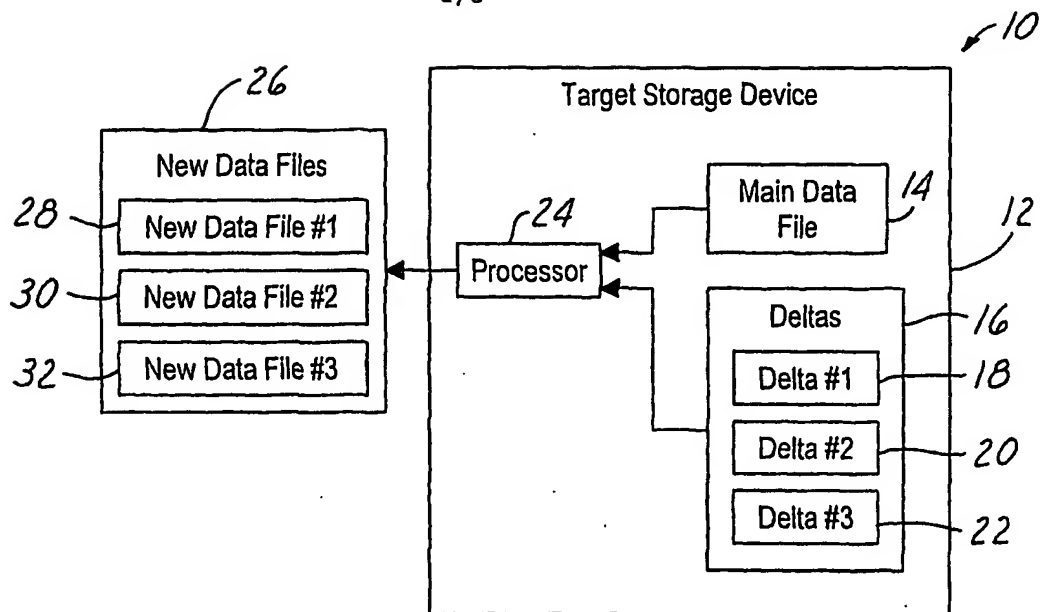 10
26
Target Storage Device
New Data Files
Main Data
File
14
12
28
New Data File #1
24
Processor
30
New Data File #2
Deltas
16
32
New Data File #3
Delta #1
18
Delta #2
20
Delta #3
22